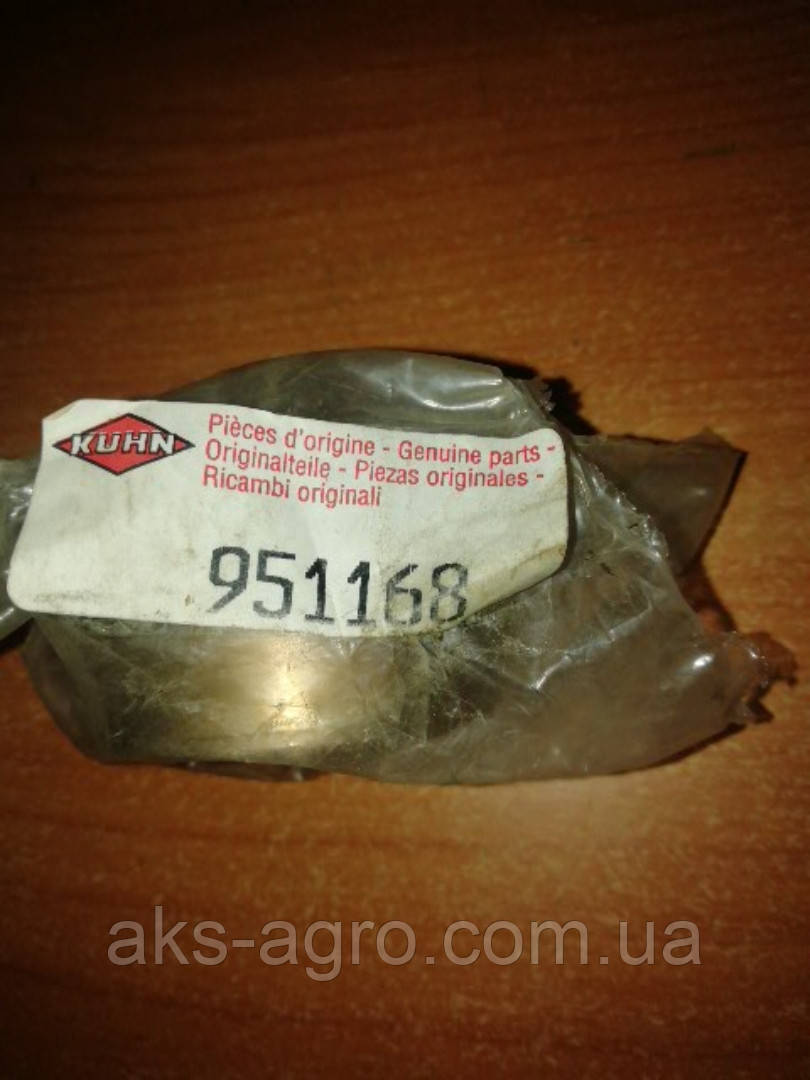 KUHN
Pièces d'origine - Genuine parts -
Originalteile - Piezas originales -
Ricambi originali
951168
aks-agro.com.ua